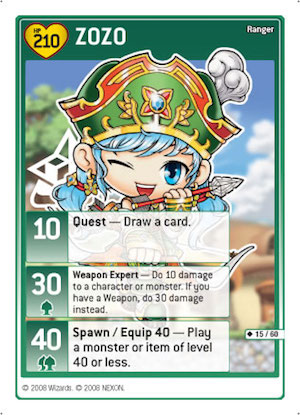 HP
210
ZOZO
Ranger
10
Quest — Draw a card.
30
Weapon Expert — Do 10 damage
to a character or monster. If you
have a Weapon, do 30 damage
instead.
40
Spawn / Equip 40 — Play
a monster or item of level
40 or less.
15 / 60
© 2008 Wizards. © 2008 NEXON.